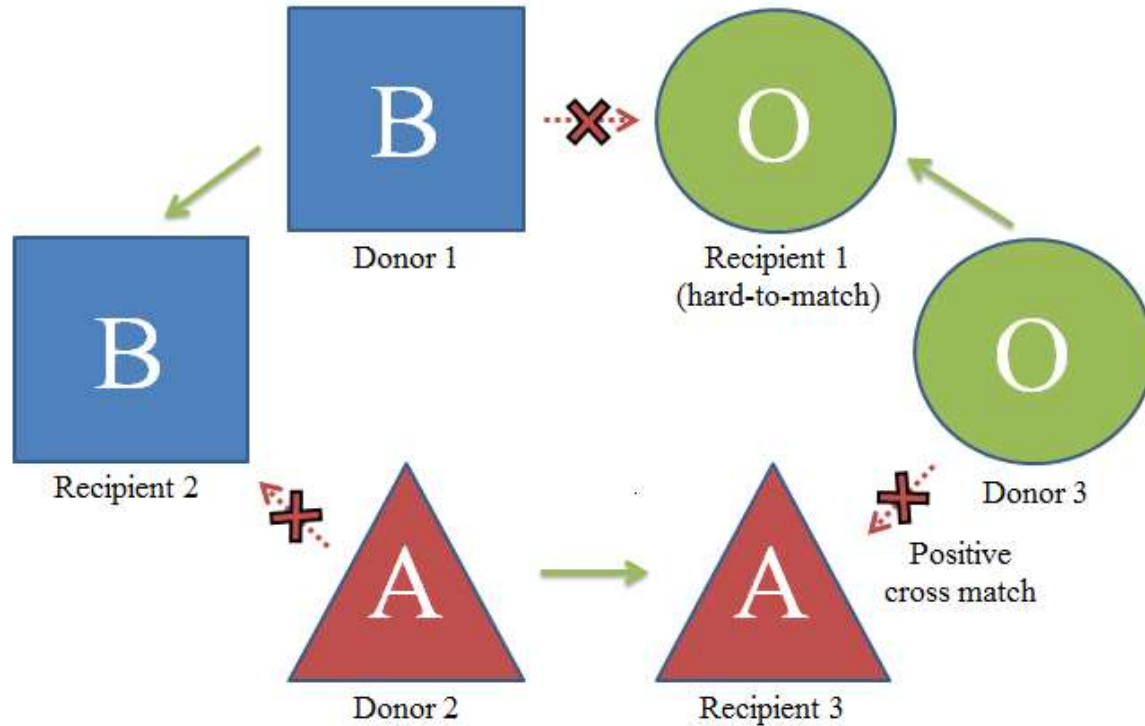 B
O
Donor 1
Recipient 1
(hard-to-match)
B
O
Recipient 2
Donor 3
A
A
Positive
cross match
Donor 2
Recipient 3